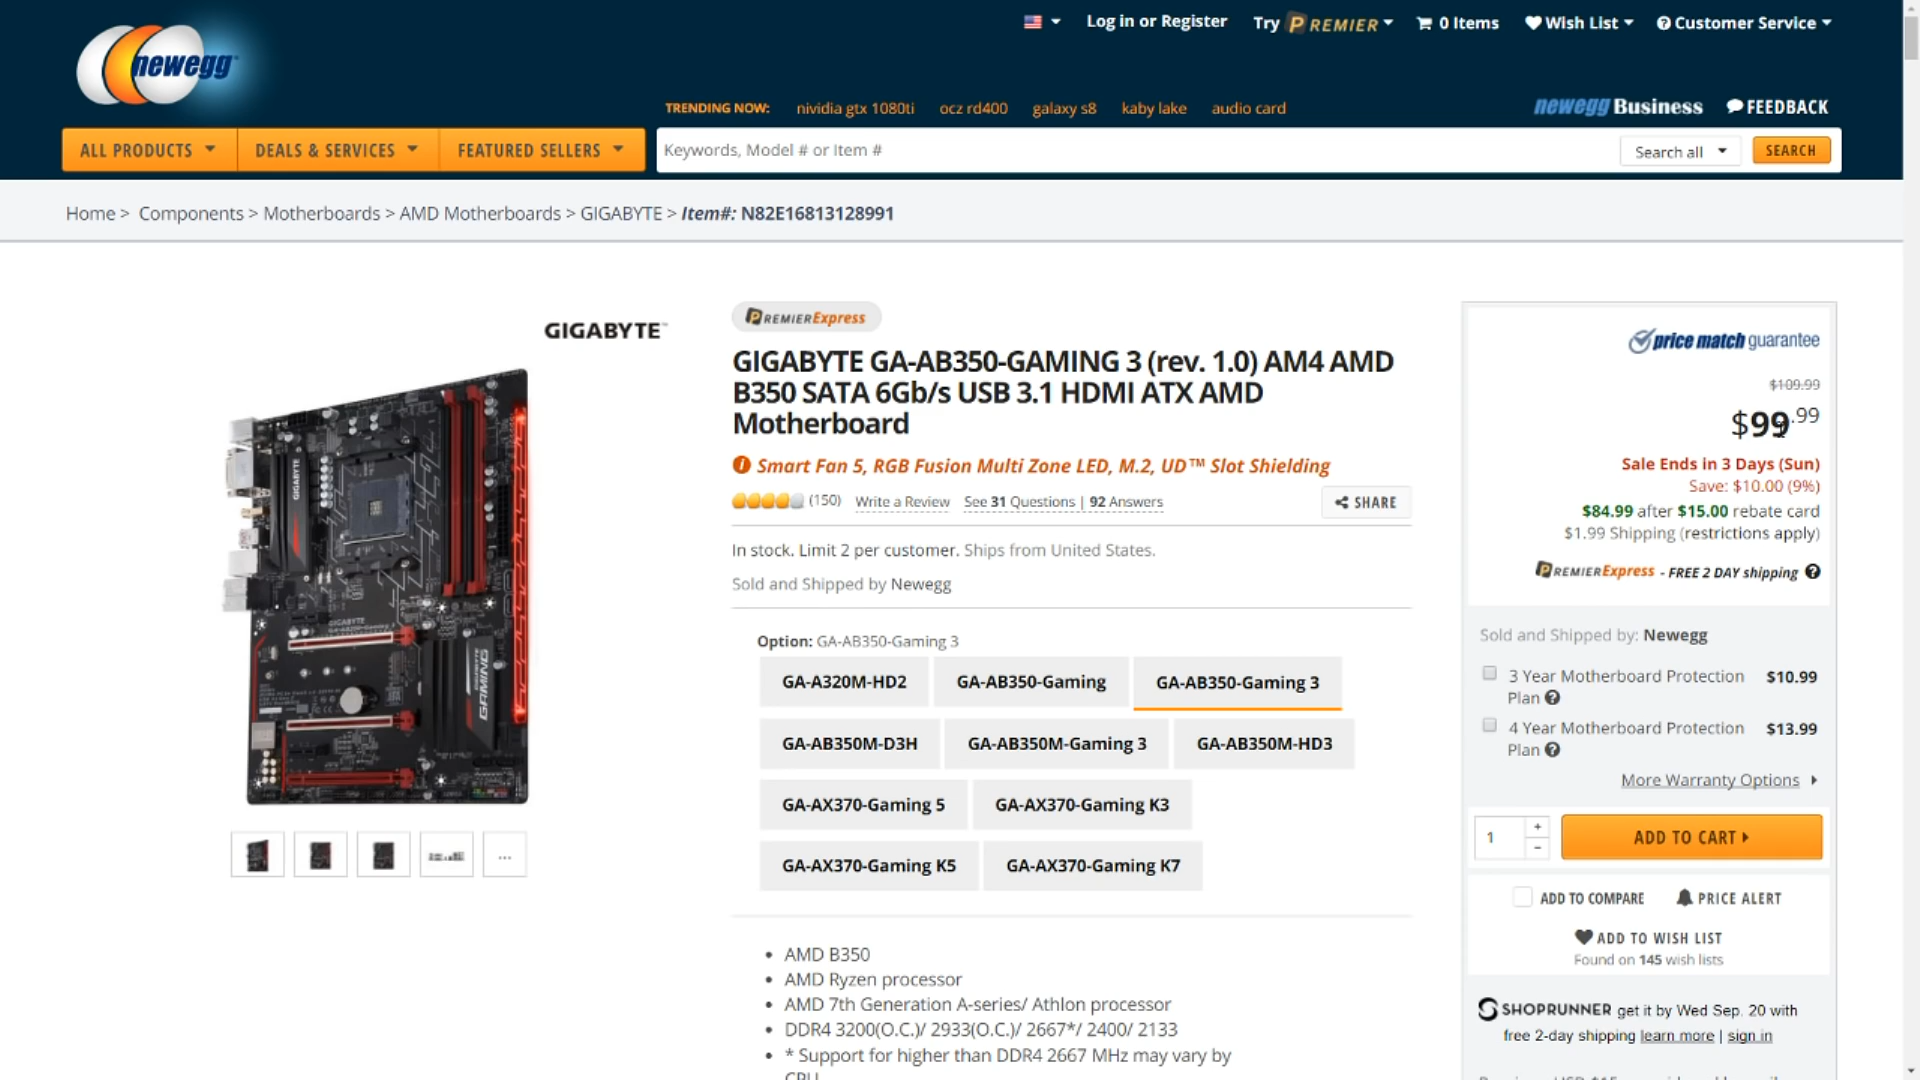 Log in or Register
Try PREMIER
0 Items
Wish List
Customer Service
newegg
TRENDING NOW: nividia gtx 1080ti ocz rd400 galaxy s8 kaby lake audio card
newegg Business
FEEDBACK
ALL PRODUCTS
DEALS & SERVICES
FEATURED SELLERS
Keywords, Model # or Item #
Search all
SEARCH
Home > Components > Motherboards > AMD Motherboards > GIGABYTE > Item#: N82E16813128991
GIGABYTE
GIGABYTE
GAMING
PREMIER Express
GIGABYTE GA-AB350-GAMING 3 (rev. 1.0) AM4 AMD
B350 SATA 6Gb/s USB 3.1 HDMI ATX AMD
Motherboard
Smart Fan 5, RGB Fusion Multi Zone LED, M.2, UD™ Slot Shielding
(150) Write a Review See 31 Questions | 92 Answers
SHARE
In stock. Limit 2 per customer. Ships from United States.
Sold and Shipped by Newegg
Option: GA-AB350-Gaming 3
GA-A320M-HD2
GA-AB350-Gaming
GA-AB350-Gaming 3
GA-AB350M-D3H
GA-AB350M-Gaming 3
GA-AB350M-HD3
GA-AX370-Gaming 5
GA-AX370-Gaming K3
GA-AX370-Gaming K5
GA-AX370-Gaming K7
• AMD B350
• AMD Ryzen processor
• AMD 7th Generation A-series/ Athlon processor
• DDR4 3200(O.C.)/ 2933(O.C.)/ 2667*/ 2400/ 2133
• * Support for higher than DDR4 2667 MHz may vary by
CPU
price match guarantee
$109.99
$99.99
Sale Ends in 3 Days (Sun)
Save: $10.00 (9%)
$84.99 after $15.00 rebate card
$1.99 Shipping (restrictions apply)
PREMIER Express - FREE 2 DAY shipping
Sold and Shipped by: Newegg
3 Year Motherboard Protection $10.99
Plan
4 Year Motherboard Protection $13.99
Plan
More Warranty Options
1
+
-
ADD TO CART
ADD TO COMPARE
PRICE ALERT
ADD TO WISH LIST
Found on 145 wish lists
SHOPRUNNER get it by Wed Sep. 20 with
free 2-day shipping learn more | sign in